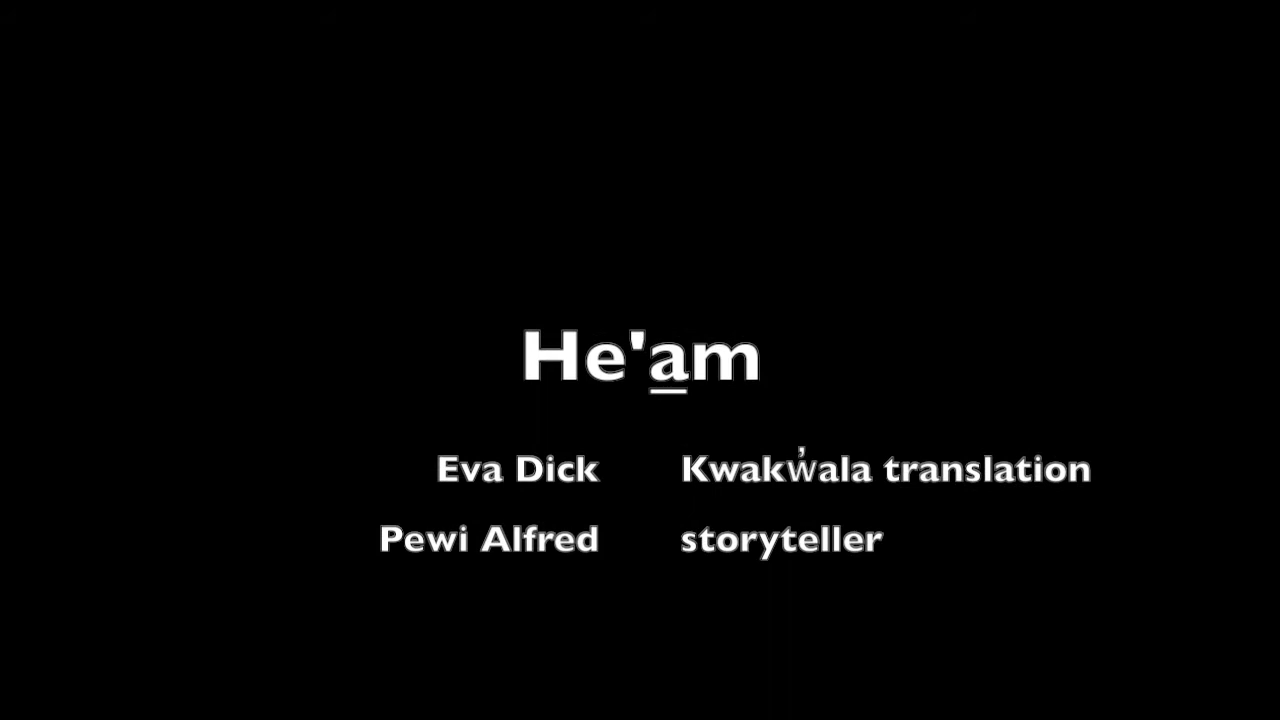 He'a̱m
Eva Dick Kwakw̓ala translation
Pewi Alfred storyteller